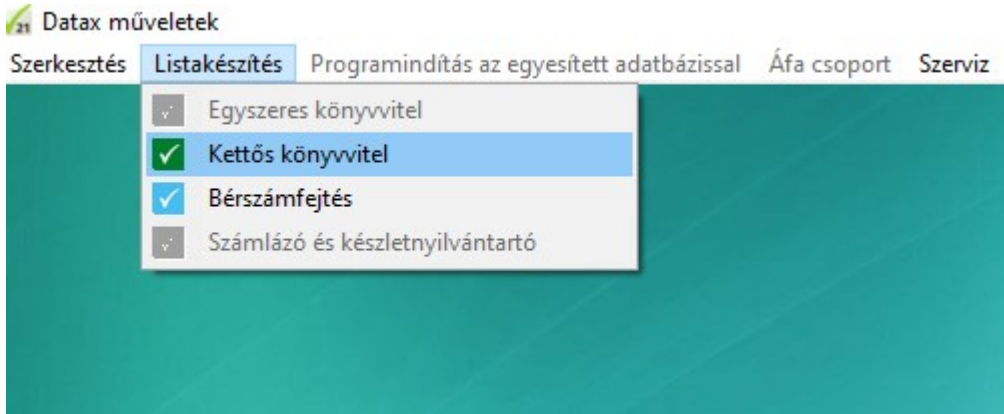 21 Datax műveletek
Szerkesztés Listakészítés Programindítás az egyesített adatbázissal Áfa csoport Szerviz
Egyszeres könyvvitel
Kettős könyvvitel
Bérszámfejtés
Számlázó és készletnyilvántartó